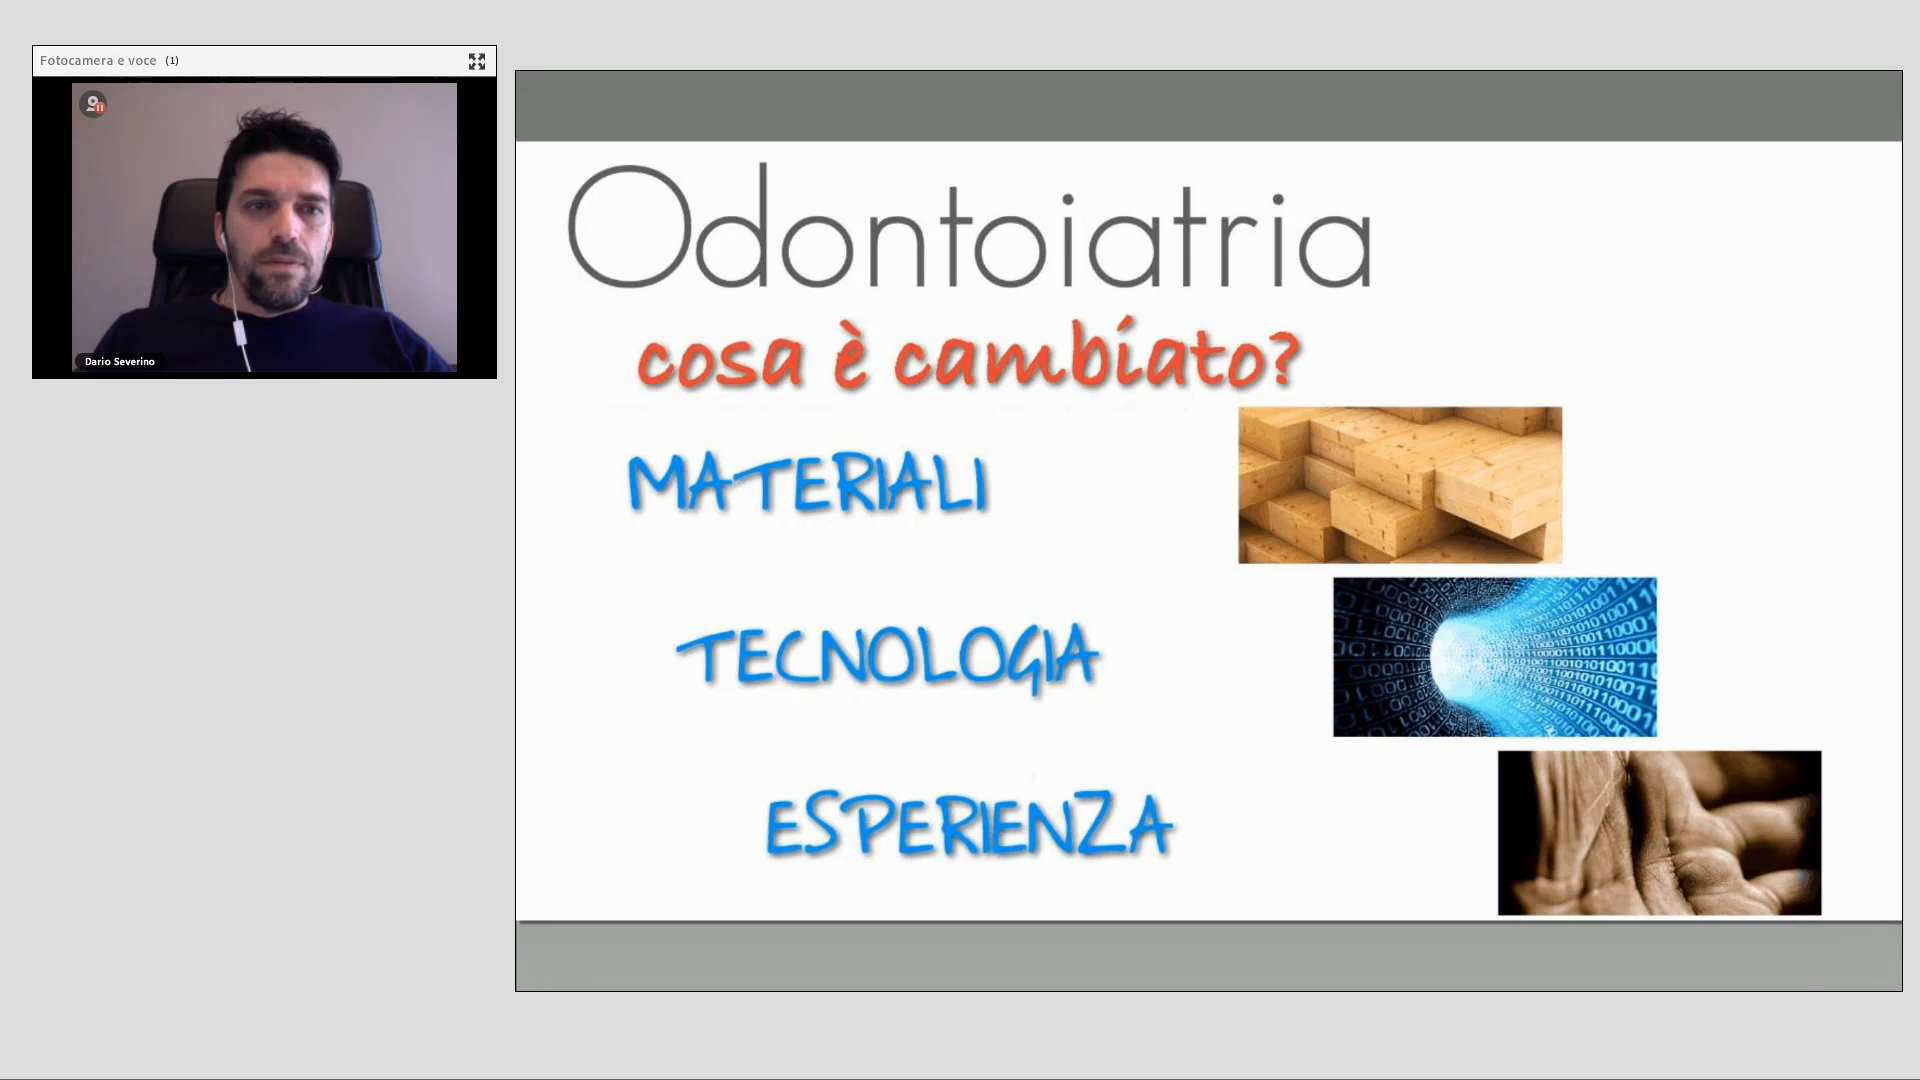 Fotocamera e voce (1)
Dario Severino
Odontoiatria
cosa è cambiato?
MATERIALI
TECNOLOGIA
ESPERIENZA